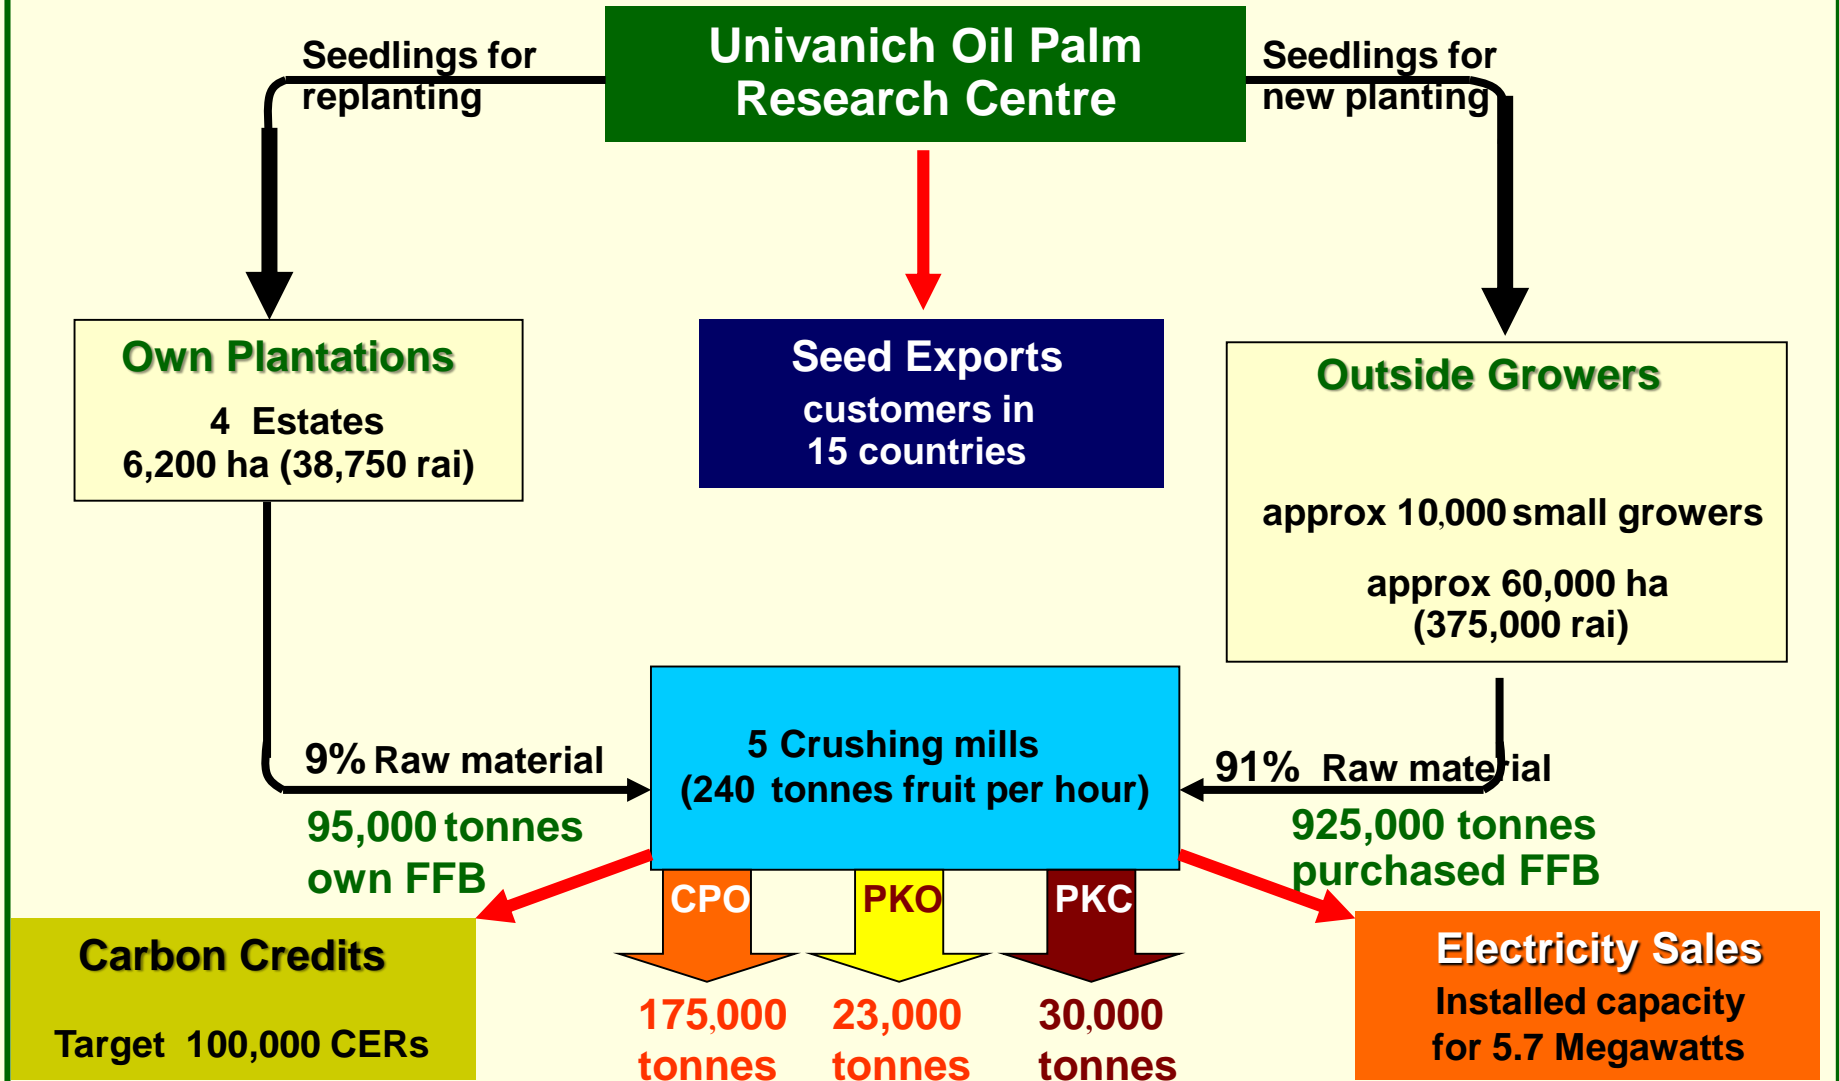 Univanich Oil Palm
Research Centre
Seedlings for
replanting
Seedlings for
new planting
Own Plantations
4 Estates
6,200 ha (38,750 rai)
Seed Exports
customers in
15 countries
Outside Growers
approx 10,000 small growers
approx 60,000 ha
(375,000 rai)
5 Crushing mills
(240 tonnes fruit per hour)
9% Raw material
95,000 tonnes
own FFB
91% Raw material
925,000 tonnes
purchased FFB
CPO
PKO
PKC
Carbon Credits
Target 100,000 CERs
175,000
tonnes
23,000
tonnes
30,000
tonnes
Electricity Sales
Installed capacity
for 5.7 Megawatts